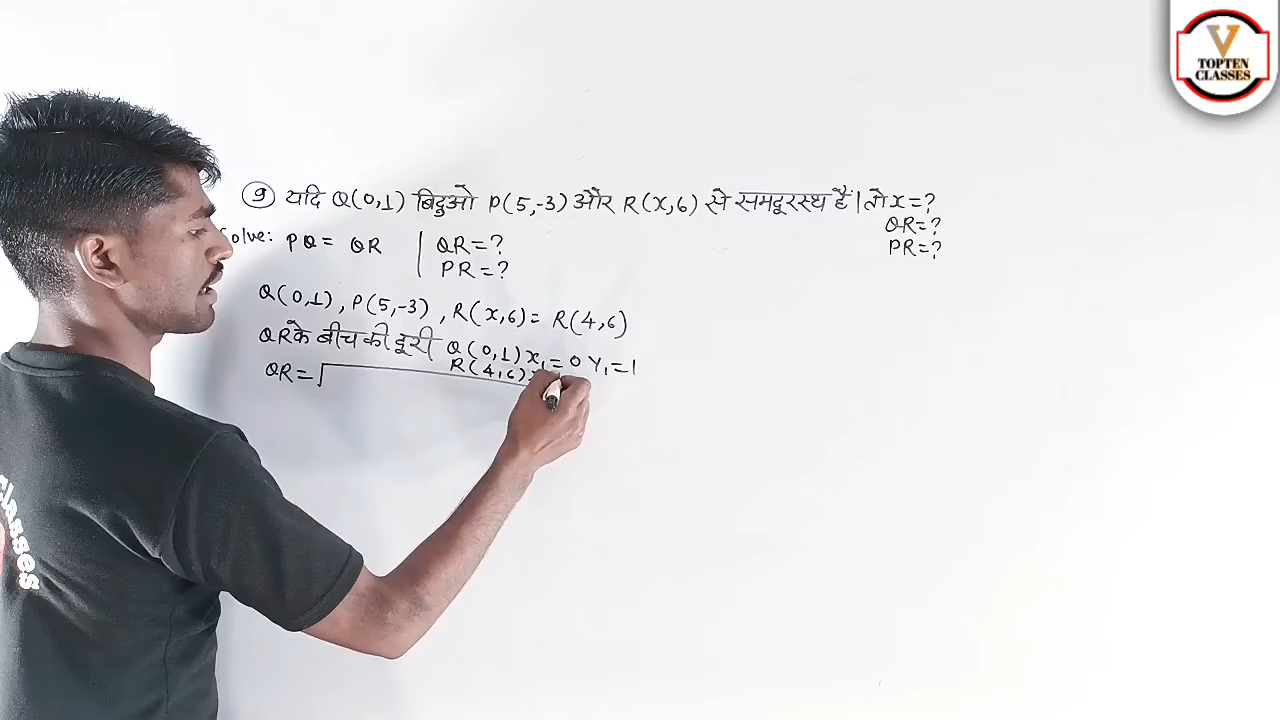 V
TOPTEN
CLASSES
9 यदि Q(0,1) बिंदुओ P(5,-3) और R(x,6) से समदूरस्थ हैं। तो x=?
QR=?
PR=?
Solve: PQ= QR | QR=?
PR=?
Q(0,1), P(5,-3), R(x,6)= R(4,6)
QR के बीच की दूरी Q(0,1) x₁=0 y₁=1
QR=√ R(4,6)
classes